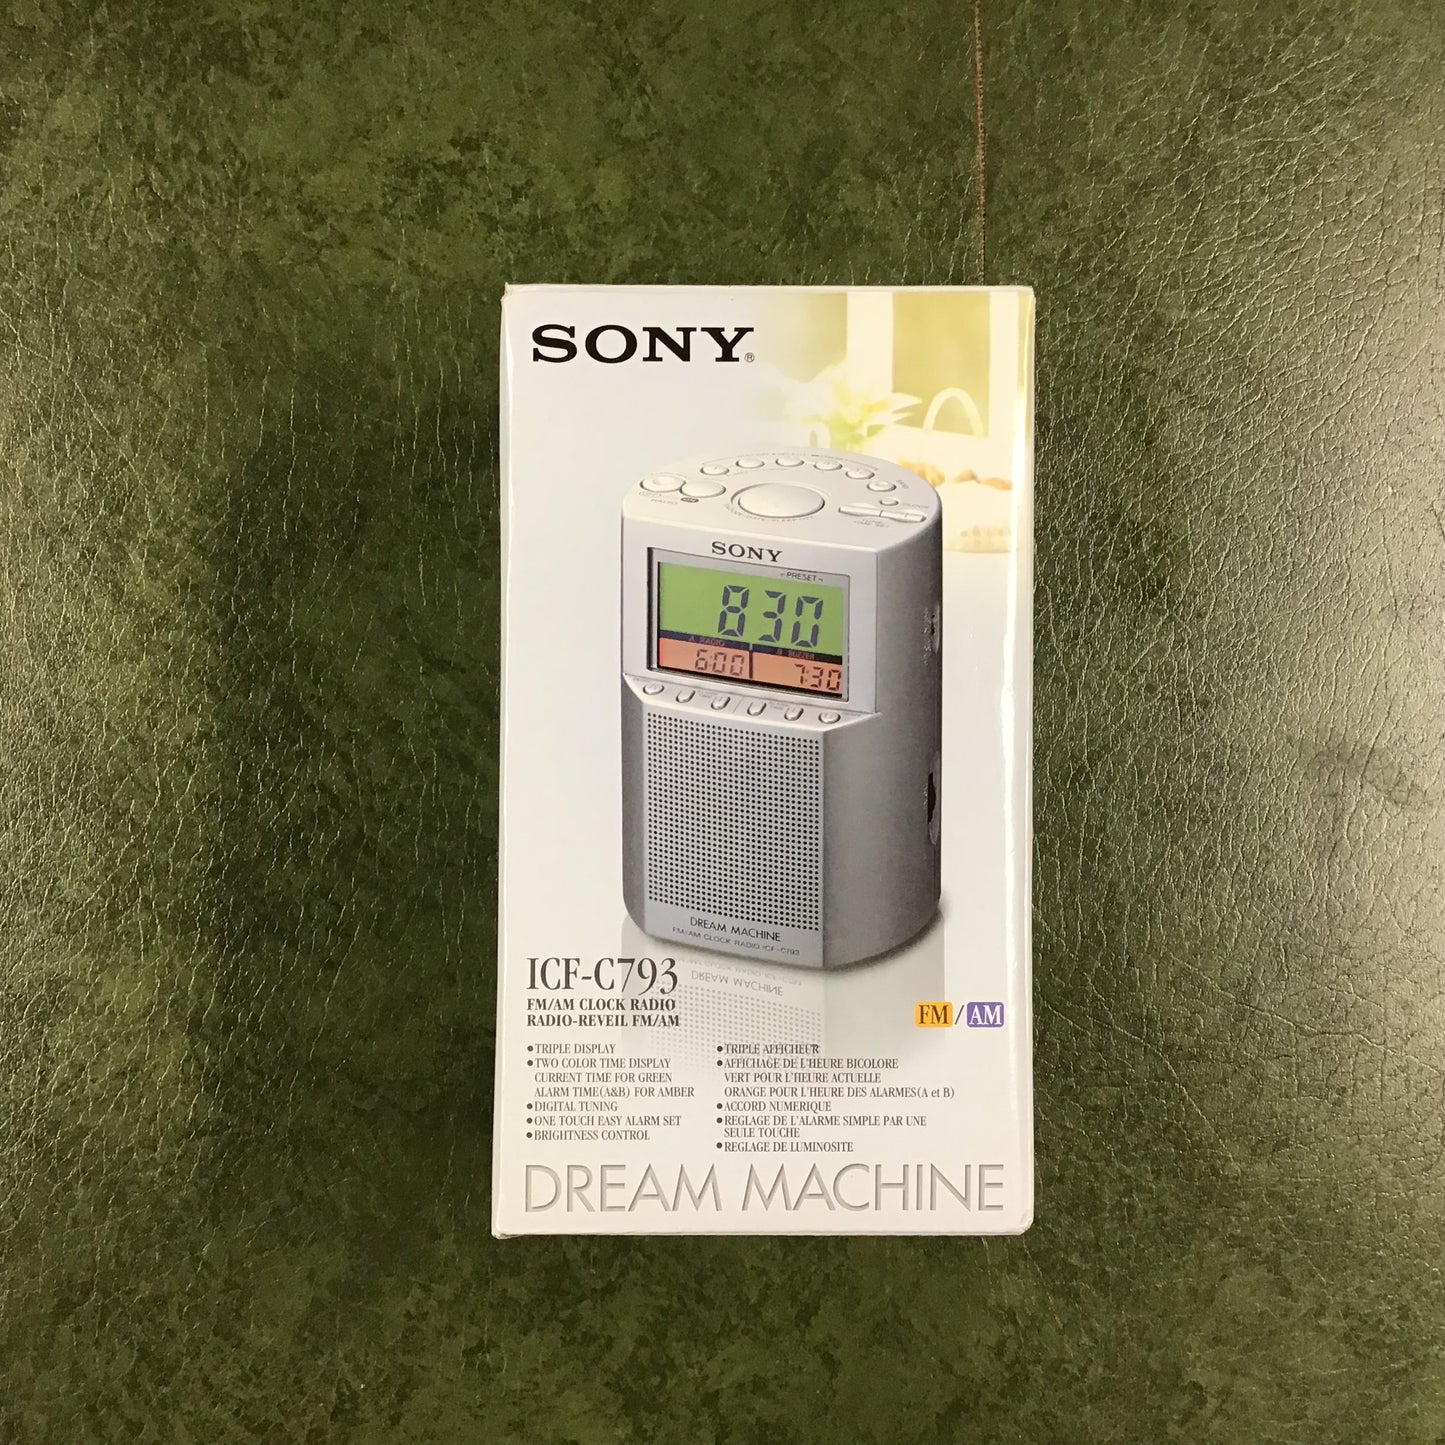 SONY®
SONY
PRESET
830
A RADIO
B BUZZER
6:00
7:30
DREAM MACHINE
FM/AM CLOCK RADIO ICF-C793
ICF-C793
FM/AM CLOCK RADIO
RADIO-REVEIL FM/AM
FM/AM
•TRIPLE DISPLAY
•TWO COLOR TIME DISPLAY
CURRENT TIME FOR GREEN
ALARM TIME(A&B) FOR AMBER
•DIGITAL TUNING
•ONE TOUCH EASY ALARM SET
•BRIGHTNESS CONTROL
•TRIPLE AFFICHEUR
•AFFICHAGE DE L'HEURE BICOLORE
VERT POUR L'HEURE ACTUELLE
ORANGE POUR L'HEURE DES ALARMES(A et B)
•ACCORD NUMERIQUE
•REGLAGE DE L'ALARME SIMPLE PAR UNE
SEULE TOUCHE
•REGLAGE DE LUMINOSITE
DREAM MACHINE